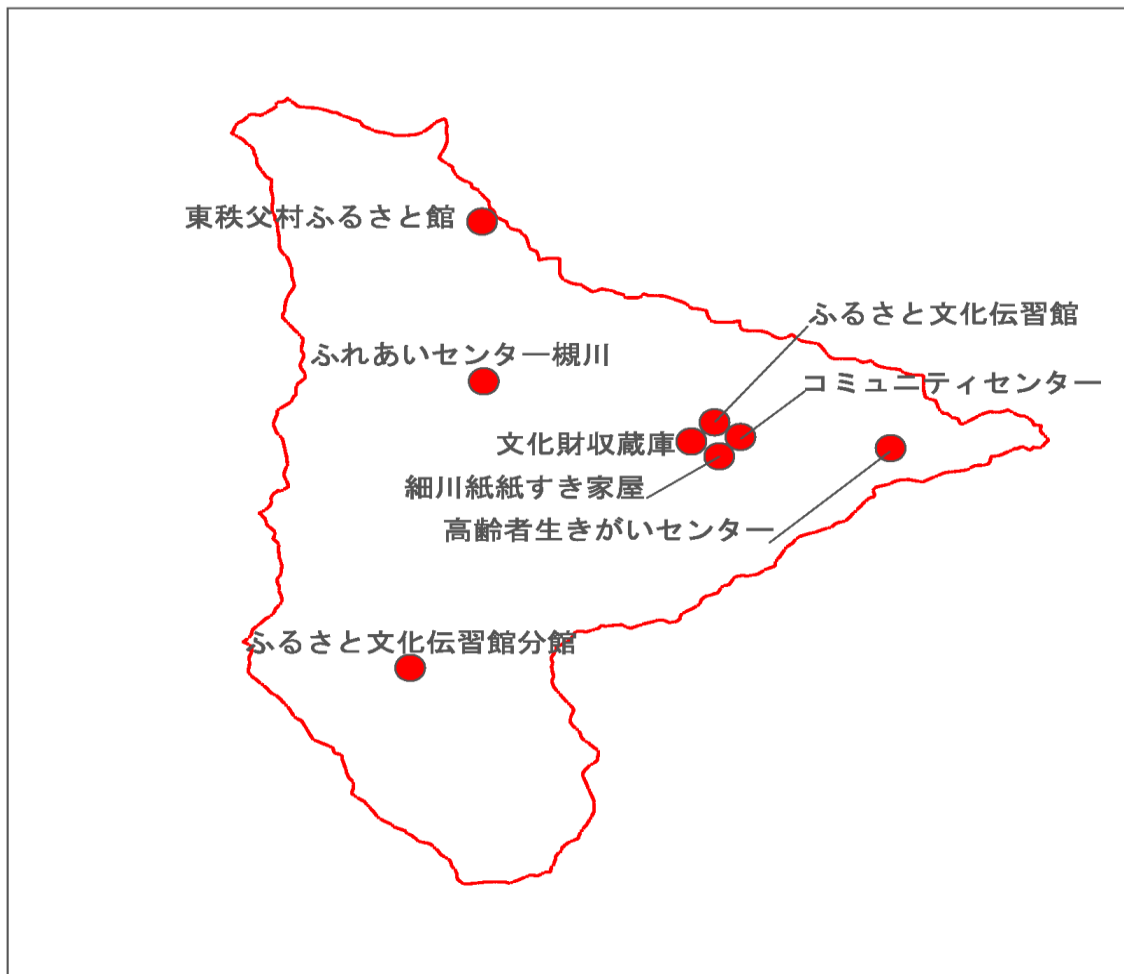 東秩父村ふるさと館
ふるさと文化伝習館
ふれあいセンター槻川
コミュニティセンター
文化財収蔵庫
細川紙紙すき家屋
高齢者生きがいセンター
ふるさと文化伝習館分館